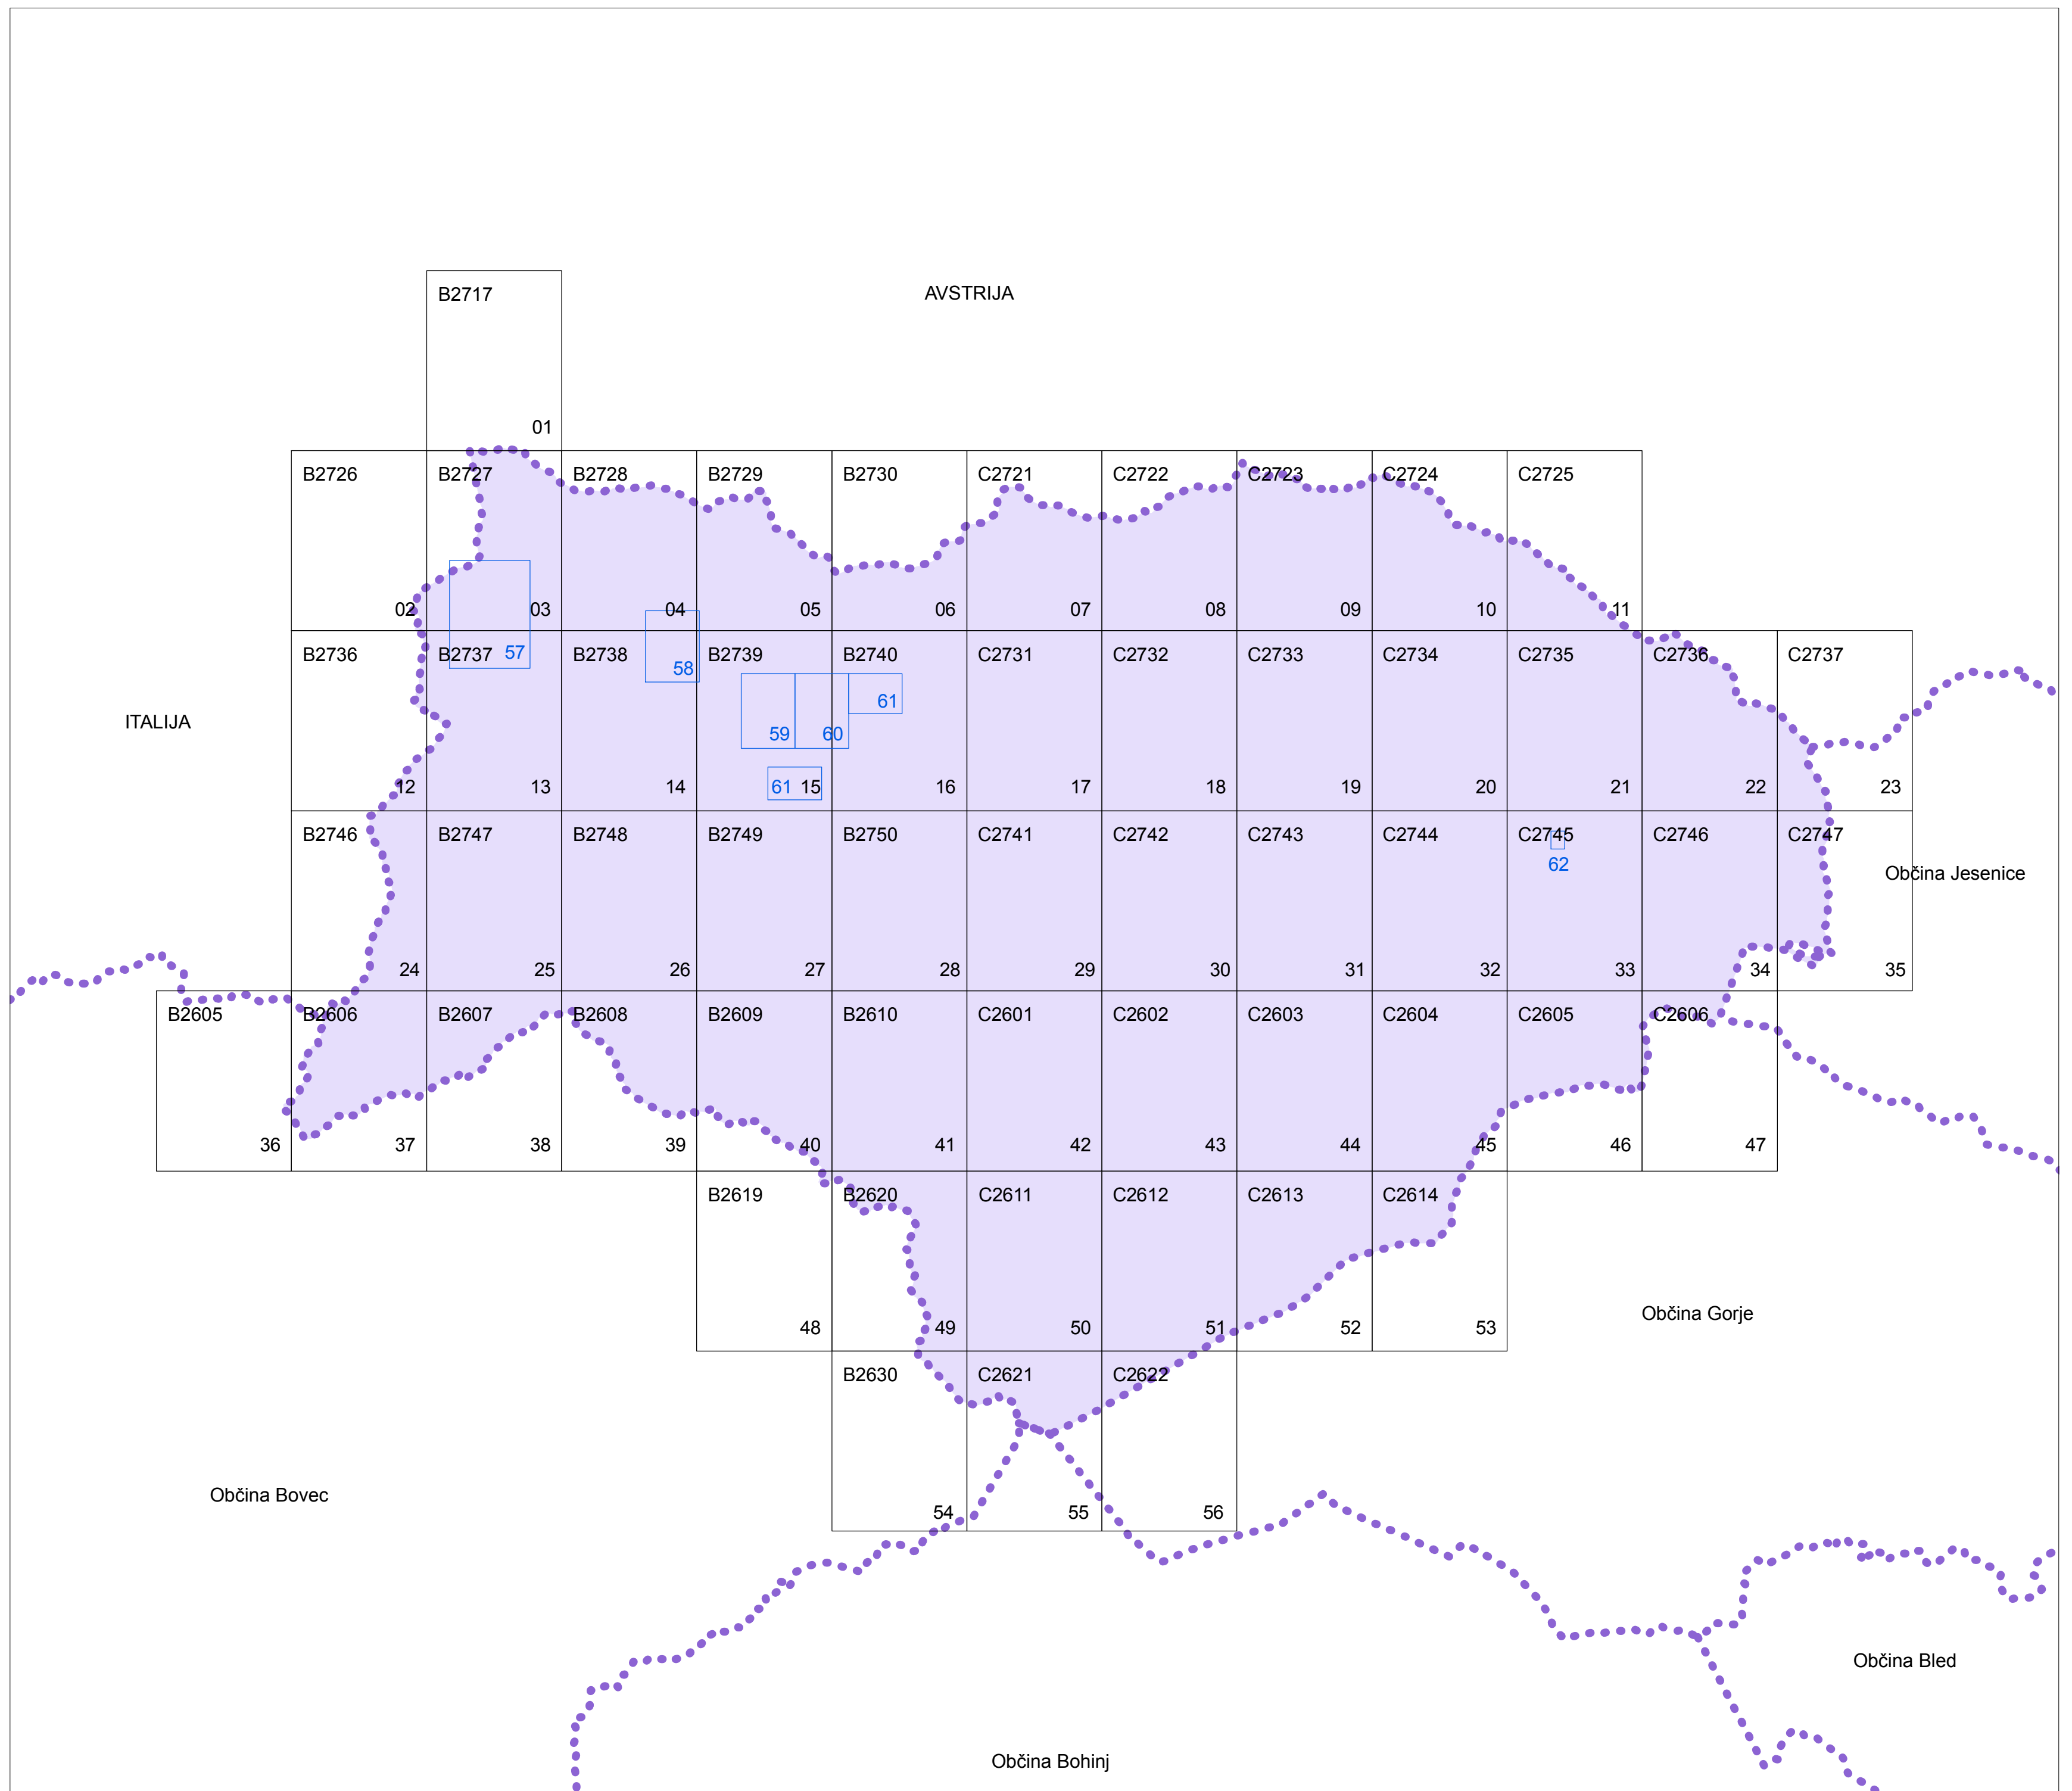 AVSTRIJA
B2717
01
B2726 B2727 B2728 B2729 B2730 C2721 C2722 C2723 C2724 C2725
02 03 04 05 06 07 08 09 10 11
B2736 B2737 57 B2738 58 B2739 B2740 C2731 C2732 C2733 C2734 C2735 C2736 C2737
61
ITALIJA
59 60
12 13 14 61 15 16 17 18 19 20 21 22 23
B2746 B2747 B2748 B2749 B2750 C2741 C2742 C2743 C2744 C2745 C2746 C2747
62
Občina Jesenice
24 25 26 27 28 29 30 31 32 33 34 35
B2605 B2606 B2607 B2608 B2609 B2610 C2601 C2602 C2603 C2604 C2605 C2606
36 37 38 39 40 41 42 43 44 45 46 47
B2619 B2620 C2611 C2612 C2613 C2614
Občina Gorje
48 49 50 51 52 53
B2630 C2621 C2622
Občina Bovec
54 55 56
Občina Bled
Občina Bohinj